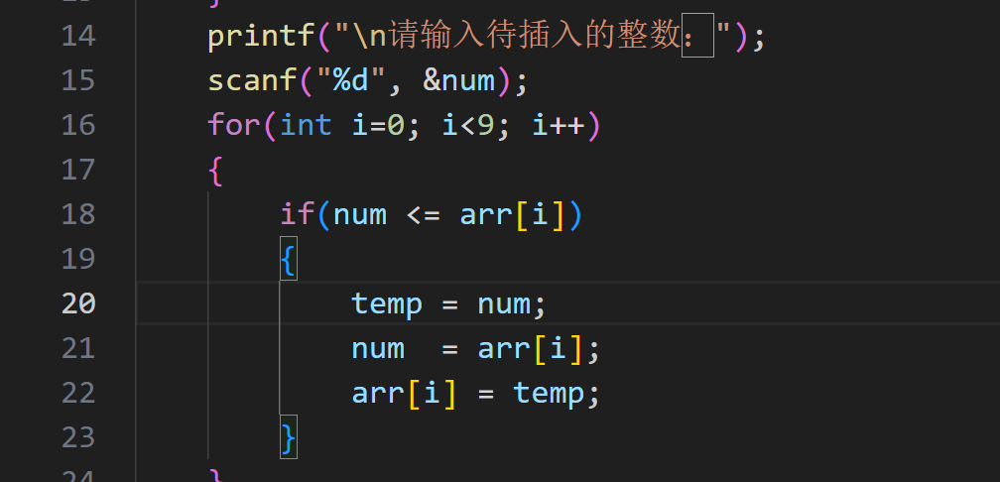 }
14 printf("\n请输入待插入的整数：");
15 scanf("%d", &num);
16 for(int i=0; i<9; i++)
17 {
18 if(num <= arr[i])
19 {
20 temp = num;
21 num  = arr[i];
22 arr[i] = temp;
23 }
24 }